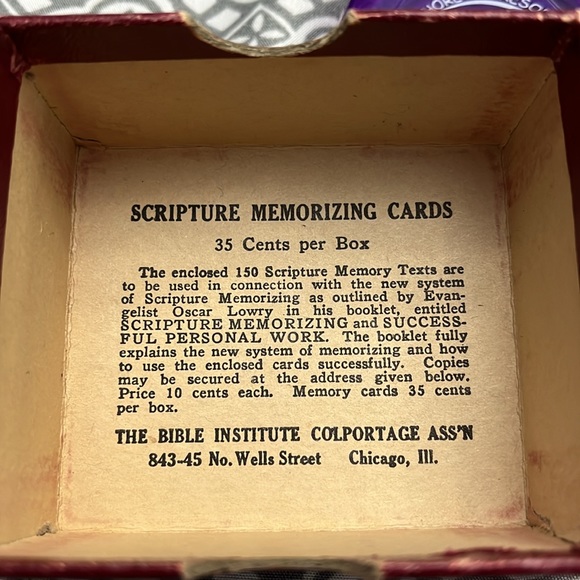 SCRIPTURE MEMORIZING CARDS
35 Cents per Box
The enclosed 150 Scripture Memory Texts are
to be used in connection with the new system
of Scripture Memorizing as outlined by Evan-
gelist Oscar Lowry in his booklet, entitled
SCRIPTURE MEMORIZING and SUCCESS-
FUL PERSONAL WORK. The booklet fully
explains the new system of memorizing and how
to use the enclosed cards successfully. Copies
may be secured at the address given below.
Price 10 cents each. Memory cards 35 cents
per box.
THE BIBLE INSTITUTE COLPORTAGE ASS'N
843-45 No. Wells Street Chicago, Ill.